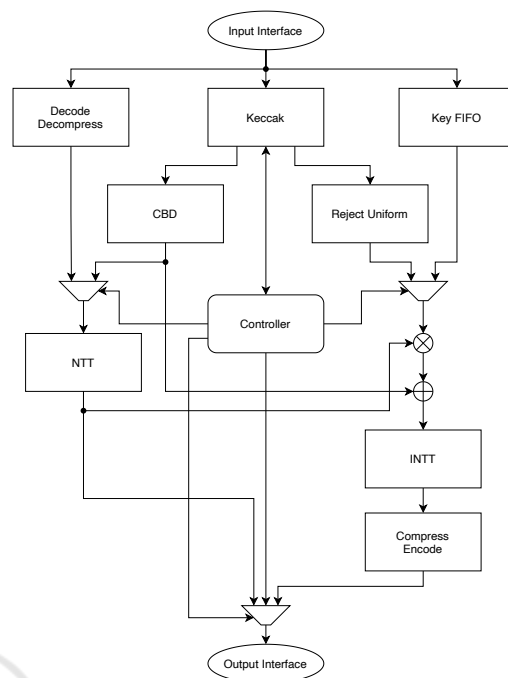 Input Interface
Decode
Decompress
Keccak
Key FIFO
CBD
Reject Uniform
Controller
NTT
INTT
Compress
Encode
Output Interface